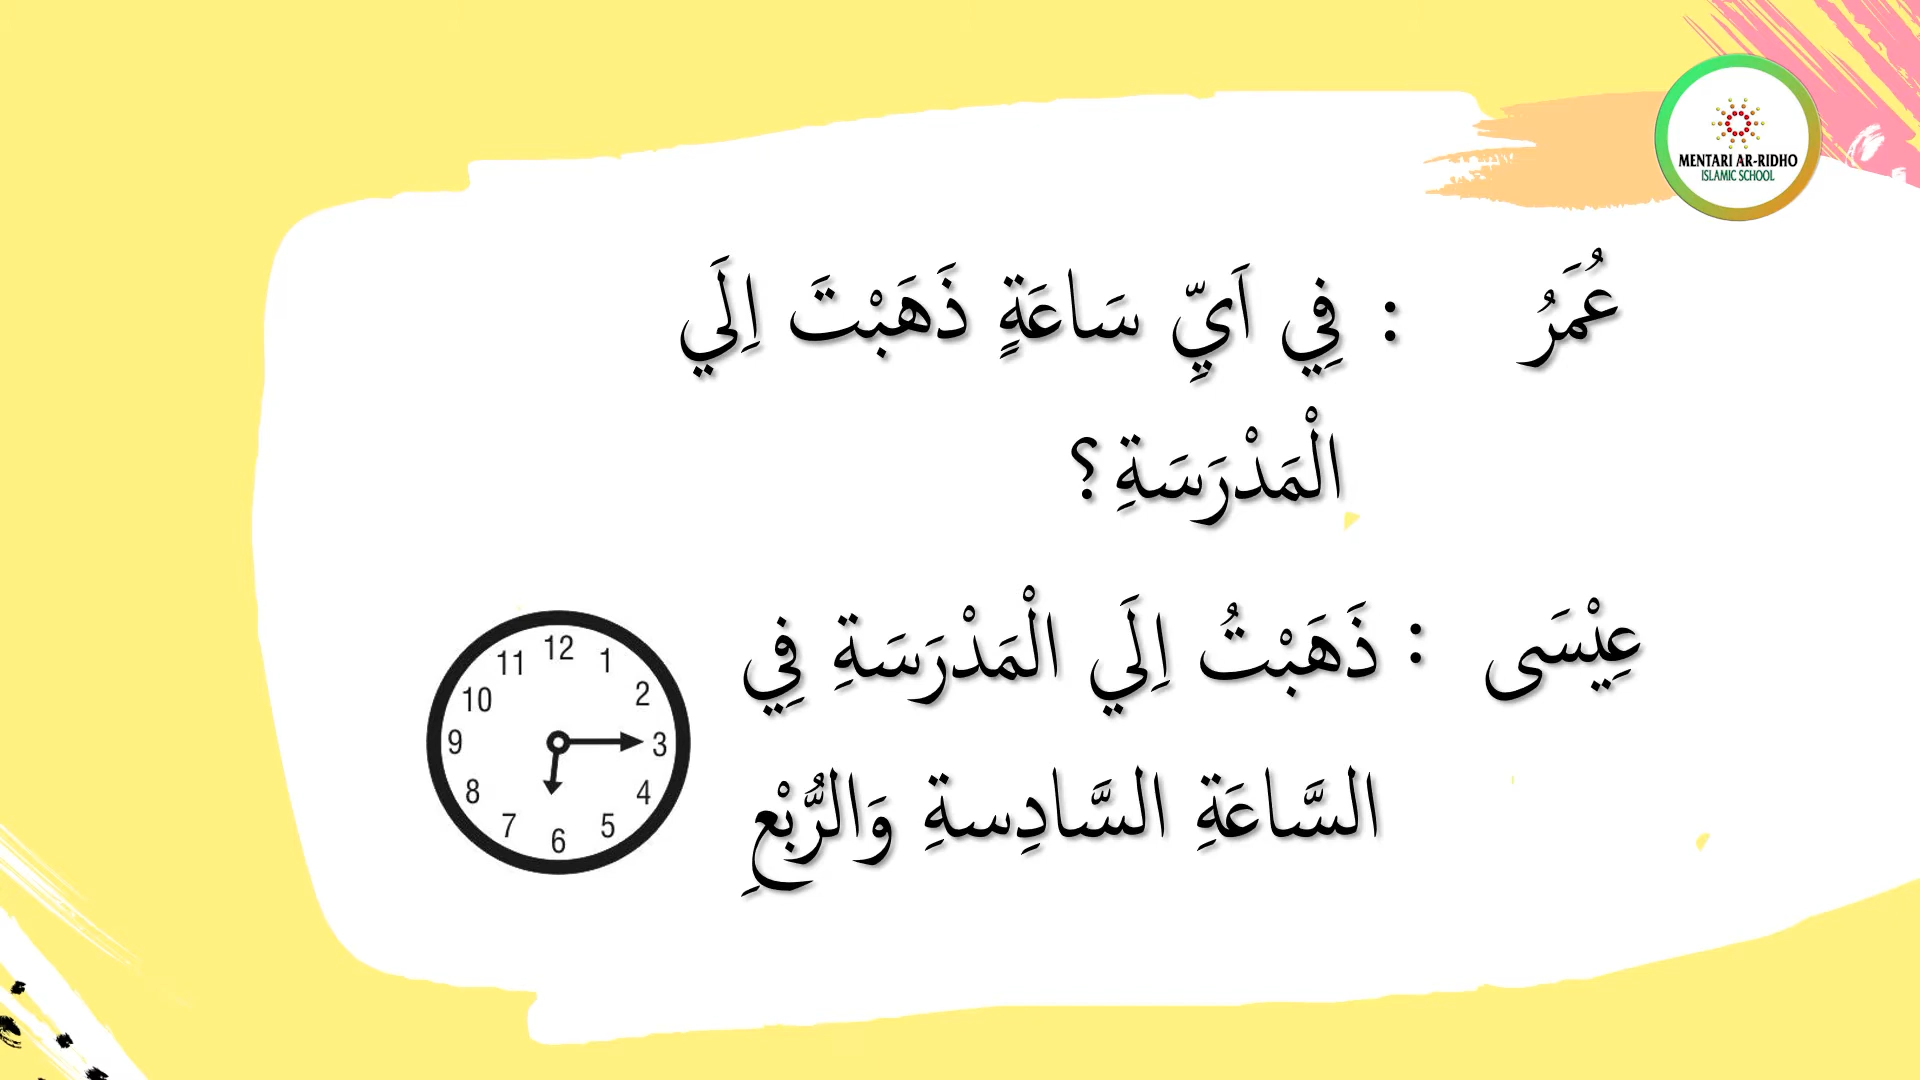 MENTARI AR-RIDHO
ISLAMIC SCHOOL
عُمَرُ : فِي اَيِّ سَاعَةٍ ذَهَبْتَ اِلَي
الْمَدْرَسَةِ ؟
عِيْسَى : ذَهَبْتُ اِلَي الْمَدْرَسَةِ فِي
السَّاعَةِ السَّادِسةِ وَالرُّبْعِ
12
11 1
10 2
9 3
8 4
7 5
6